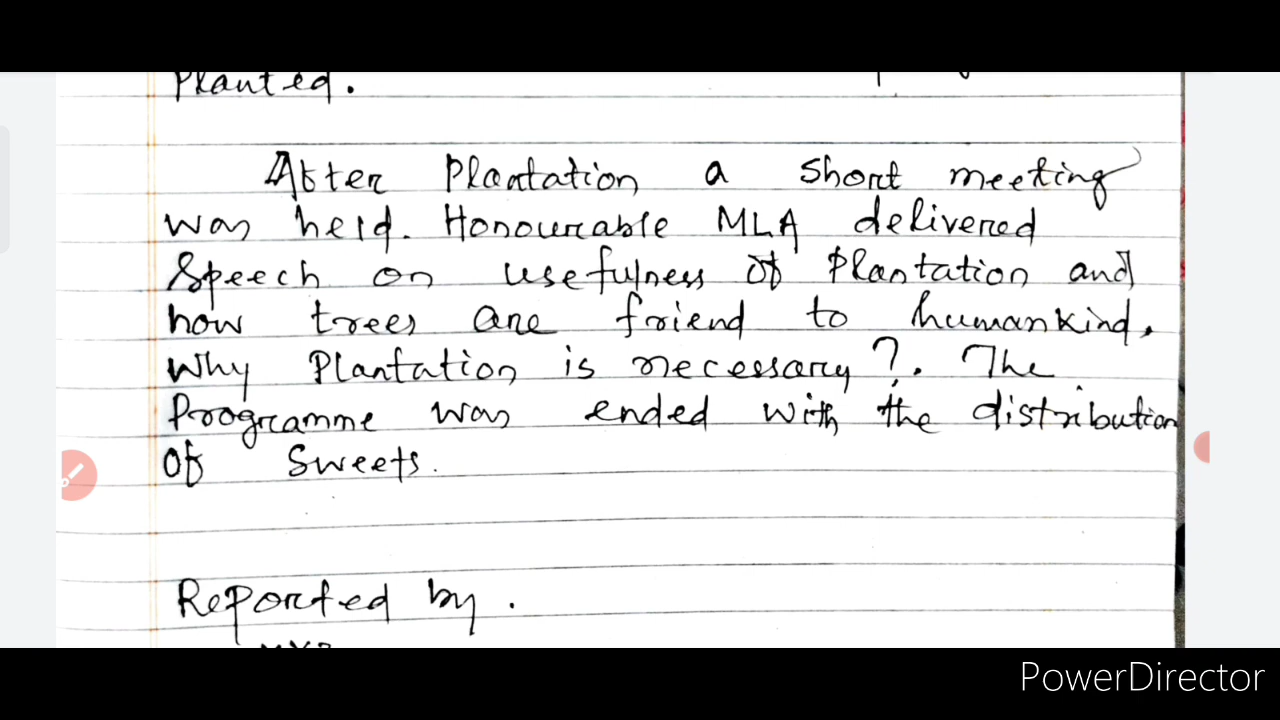 Planted.
After Plantation a short meeting
was held. Honourable MLA delivered
Speech on usefulness of Plantation and
how trees are friend to humankind.
Why Plantation is necessary ?. The
Programme was ended with the distribution
of Sweets.
Reported by.
PowerDirector